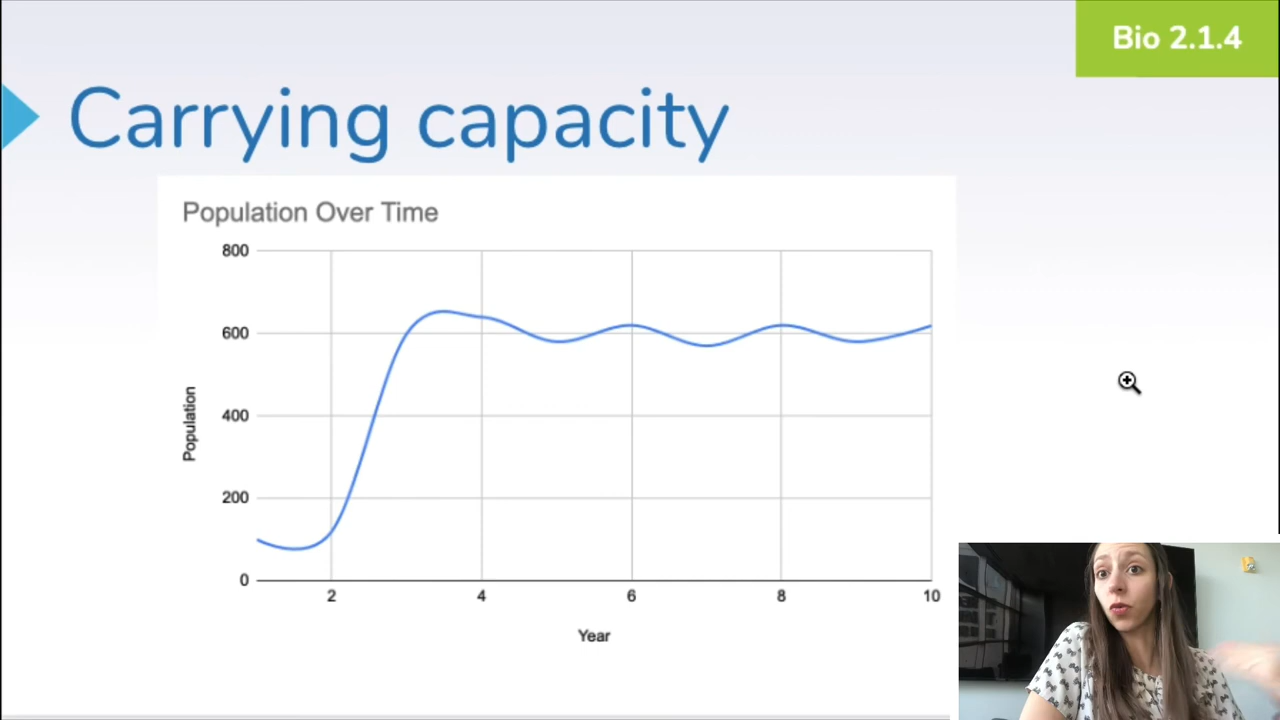 Bio 2.1.4
Carrying capacity
Population Over Time
800
600
400
200
0
Population
2 4 6 8 10
Year